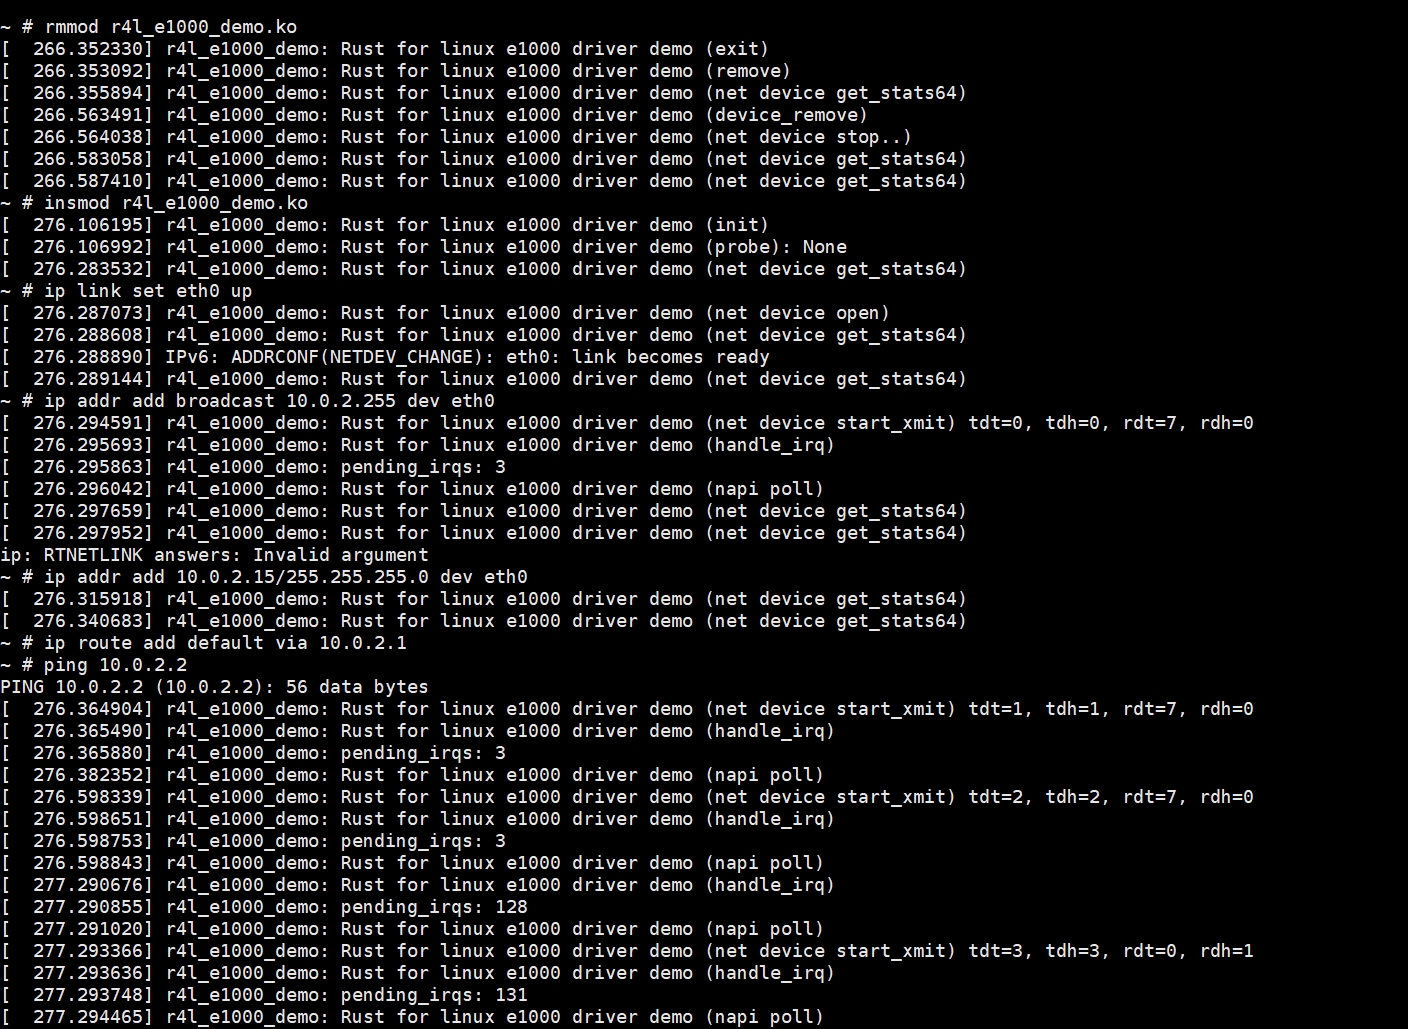 ~ # rmmod r4l_e1000_demo.ko
[  266.352330] r4l_e1000_demo: Rust for linux e1000 driver demo (exit)
[  266.353092] r4l_e1000_demo: Rust for linux e1000 driver demo (remove)
[  266.355894] r4l_e1000_demo: Rust for linux e1000 driver demo (net device get_stats64)
[  266.563491] r4l_e1000_demo: Rust for linux e1000 driver demo (device_remove)
[  266.564038] r4l_e1000_demo: Rust for linux e1000 driver demo (net device stop..)
[  266.583058] r4l_e1000_demo: Rust for linux e1000 driver demo (net device get_stats64)
[  266.587410] r4l_e1000_demo: Rust for linux e1000 driver demo (net device get_stats64)
~ # insmod r4l_e1000_demo.ko
[  276.106195] r4l_e1000_demo: Rust for linux e1000 driver demo (init)
[  276.106992] r4l_e1000_demo: Rust for linux e1000 driver demo (probe): None
[  276.283532] r4l_e1000_demo: Rust for linux e1000 driver demo (net device get_stats64)
~ # ip link set eth0 up
[  276.287073] r4l_e1000_demo: Rust for linux e1000 driver demo (net device open)
[  276.288608] r4l_e1000_demo: Rust for linux e1000 driver demo (net device get_stats64)
[  276.288890] IPv6: ADDRCONF(NETDEV_CHANGE): eth0: link becomes ready
[  276.289144] r4l_e1000_demo: Rust for linux e1000 driver demo (net device get_stats64)
~ # ip addr add broadcast 10.0.2.255 dev eth0
[  276.294591] r4l_e1000_demo: Rust for linux e1000 driver demo (net device start_xmit) tdt=0, tdh=0, rdt=7, rdh=0
[  276.295693] r4l_e1000_demo: Rust for linux e1000 driver demo (handle_irq)
[  276.295863] r4l_e1000_demo: pending_irqs: 3
[  276.296042] r4l_e1000_demo: Rust for linux e1000 driver demo (napi poll)
[  276.297659] r4l_e1000_demo: Rust for linux e1000 driver demo (net device get_stats64)
[  276.297952] r4l_e1000_demo: Rust for linux e1000 driver demo (net device get_stats64)
ip: RTNETLINK answers: Invalid argument
~ # ip addr add 10.0.2.15/255.255.255.0 dev eth0
[  276.315918] r4l_e1000_demo: Rust for linux e1000 driver demo (net device get_stats64)
[  276.340683] r4l_e1000_demo: Rust for linux e1000 driver demo (net device get_stats64)
~ # ip route add default via 10.0.2.1
~ # ping 10.0.2.2
PING 10.0.2.2 (10.0.2.2): 56 data bytes
[  276.364904] r4l_e1000_demo: Rust for linux e1000 driver demo (net device start_xmit) tdt=1, tdh=1, rdt=7, rdh=0
[  276.365490] r4l_e1000_demo: Rust for linux e1000 driver demo (handle_irq)
[  276.365880] r4l_e1000_demo: pending_irqs: 3
[  276.382352] r4l_e1000_demo: Rust for linux e1000 driver demo (napi poll)
[  276.598339] r4l_e1000_demo: Rust for linux e1000 driver demo (net device start_xmit) tdt=2, tdh=2, rdt=7, rdh=0
[  276.598651] r4l_e1000_demo: Rust for linux e1000 driver demo (handle_irq)
[  276.598753] r4l_e1000_demo: pending_irqs: 3
[  276.598843] r4l_e1000_demo: Rust for linux e1000 driver demo (napi poll)
[  277.290676] r4l_e1000_demo: Rust for linux e1000 driver demo (handle_irq)
[  277.290855] r4l_e1000_demo: pending_irqs: 128
[  277.291020] r4l_e1000_demo: Rust for linux e1000 driver demo (napi poll)
[  277.293366] r4l_e1000_demo: Rust for linux e1000 driver demo (net device start_xmit) tdt=3, tdh=3, rdt=0, rdh=1
[  277.293636] r4l_e1000_demo: Rust for linux e1000 driver demo (handle_irq)
[  277.293748] r4l_e1000_demo: pending_irqs: 131
[  277.294465] r4l_e1000_demo: Rust for linux e1000 driver demo (napi poll)